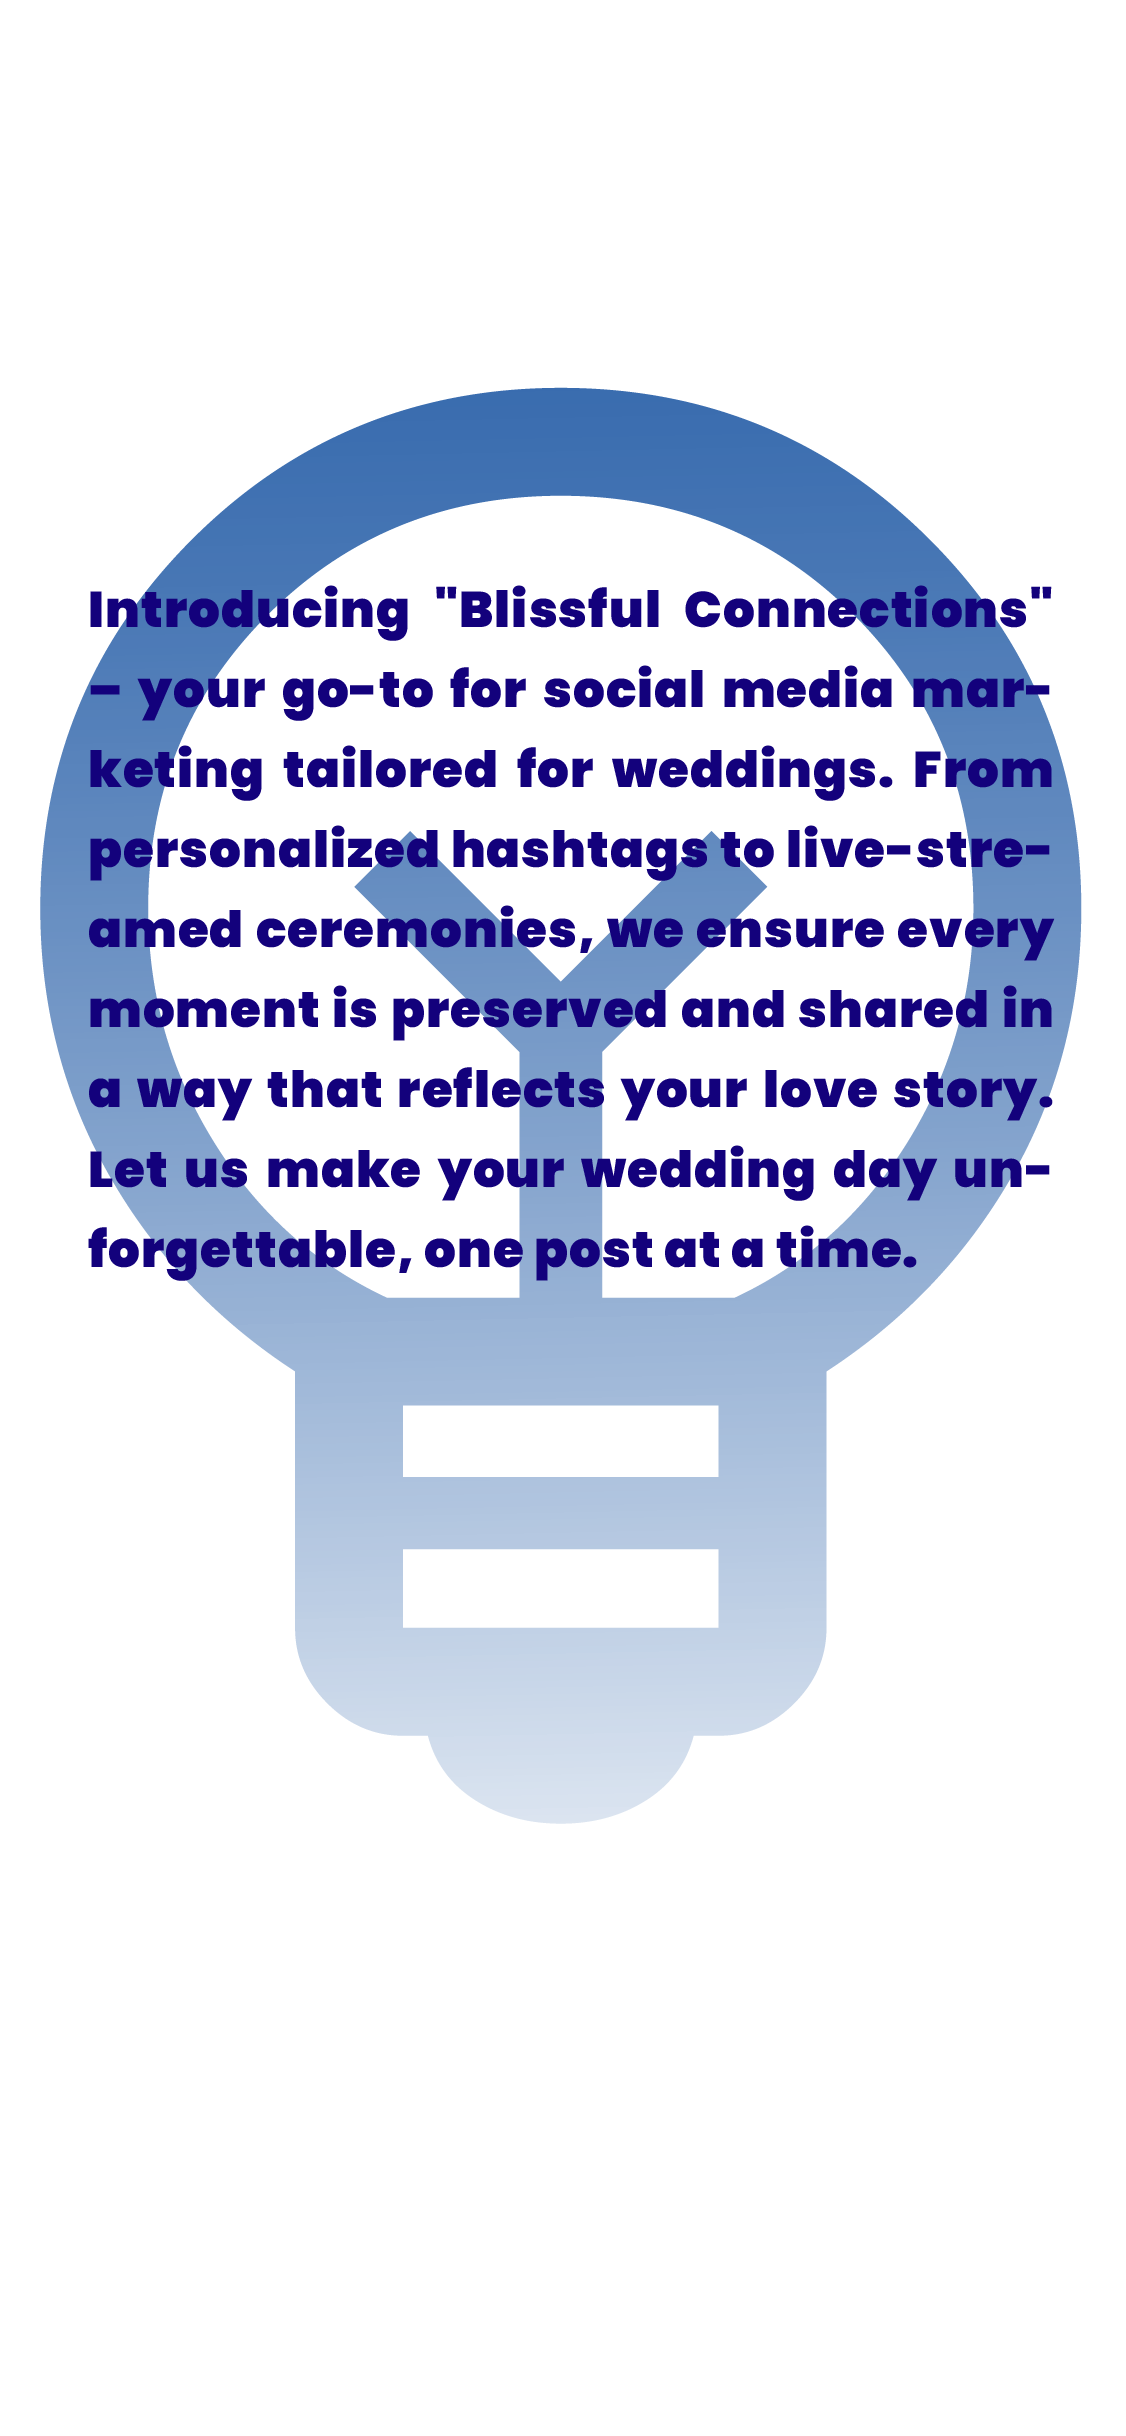 Introducing "Blissful Connections"
– your go-to for social media mar-
keting tailored for weddings. From
personalized hashtags to live-stre-
amed ceremonies, we ensure every
moment is preserved and shared in
a way that reflects your love story.
Let us make your wedding day un-
forgettable, one post at a time.